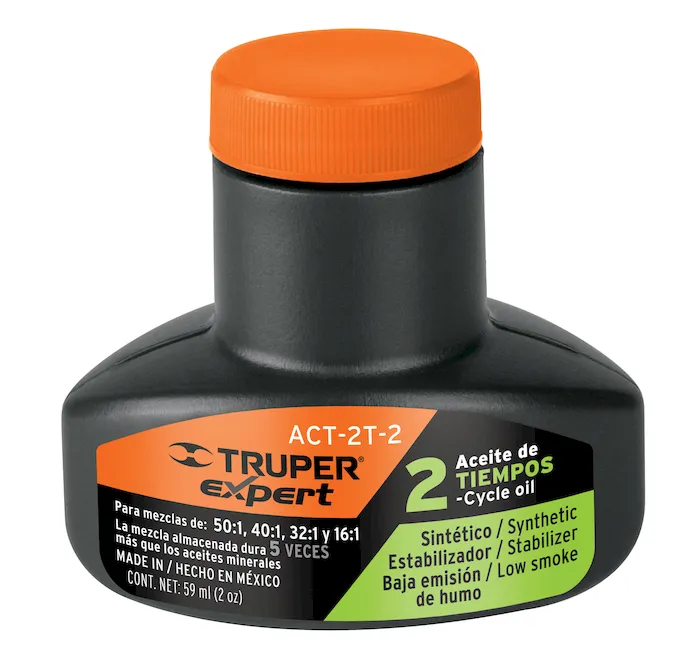 ACT-2T-2
TRUPER®
expert
Para mezclas de: 50:1, 40:1, 32:1 y 16:1
La mezcla almacenada dura 5 VECES
más que los aceites minerales
MADE IN / HECHO EN MÉXICO
CONT. NET: 59 ml (2 oz)
2 Aceite de
TIEMPOS
-Cycle oil
Sintético / Synthetic
Estabilizador / Stabilizer
Baja emisión / Low smoke
de humo